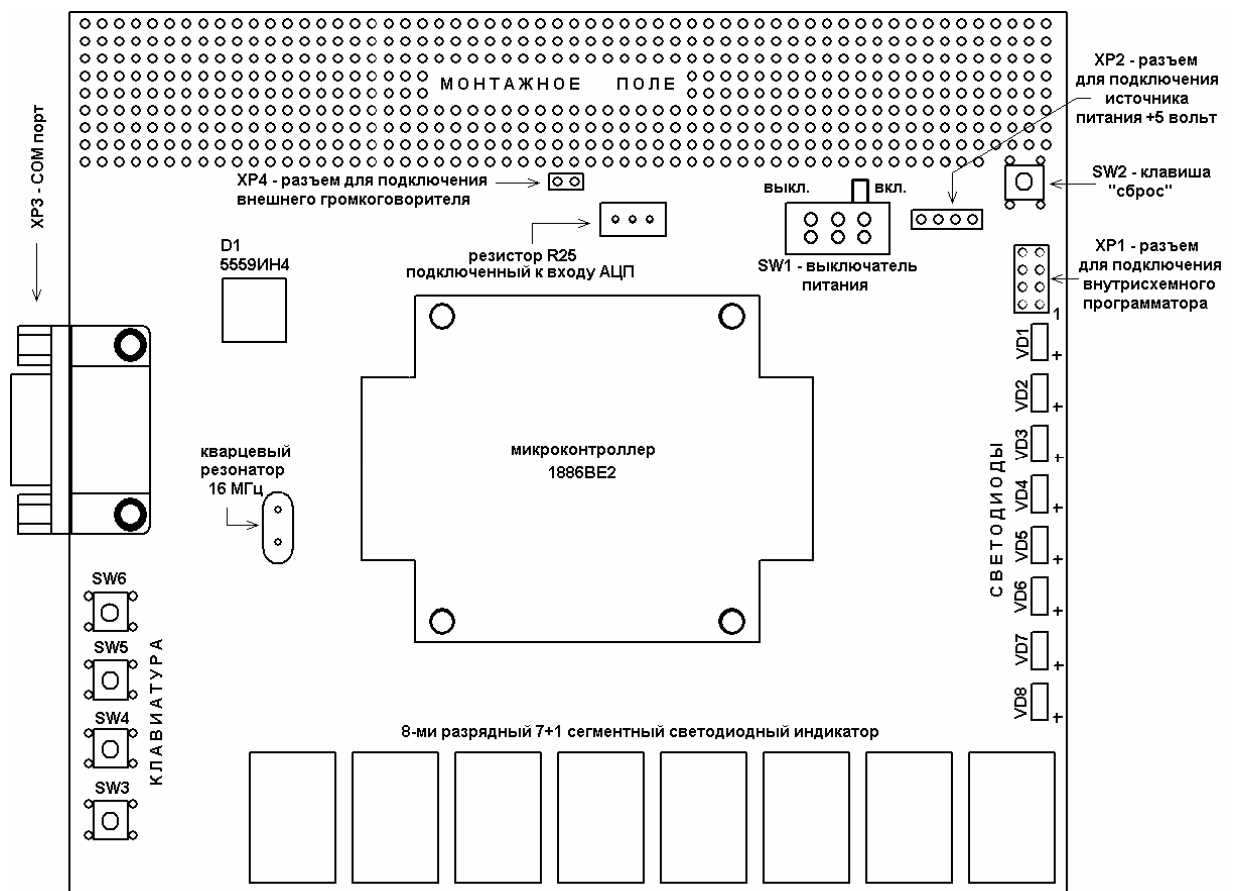 МОНТАЖНОЕ ПОЛЕ
XP2 - разъем
для подключения
источника
питания +5 вольт
XP4 - разъем для подключения
внешнего громкоговорителя
выкл.
вкл.
SW2 - клавиша
"сброс"
XP3 - COM порт
D1
5559ИН4
резистор R25
подключенный к входу АЦП
SW1 - выключатель
питания
XP1 - разъем
для подключения
внутрисхемного
программатора
1
VD1
+
VD2
+
VD3
+
VD4
+
VD5
+
VD6
+
VD7
+
VD8
+
СВЕТОДИОДЫ
микроконтроллер
1886ВЕ2
кварцевый
резонатор
16 МГц
SW6
SW5
SW4
SW3
КЛАВИАТУРА
8-ми разрядный 7+1 сегментный светодиодный индикатор